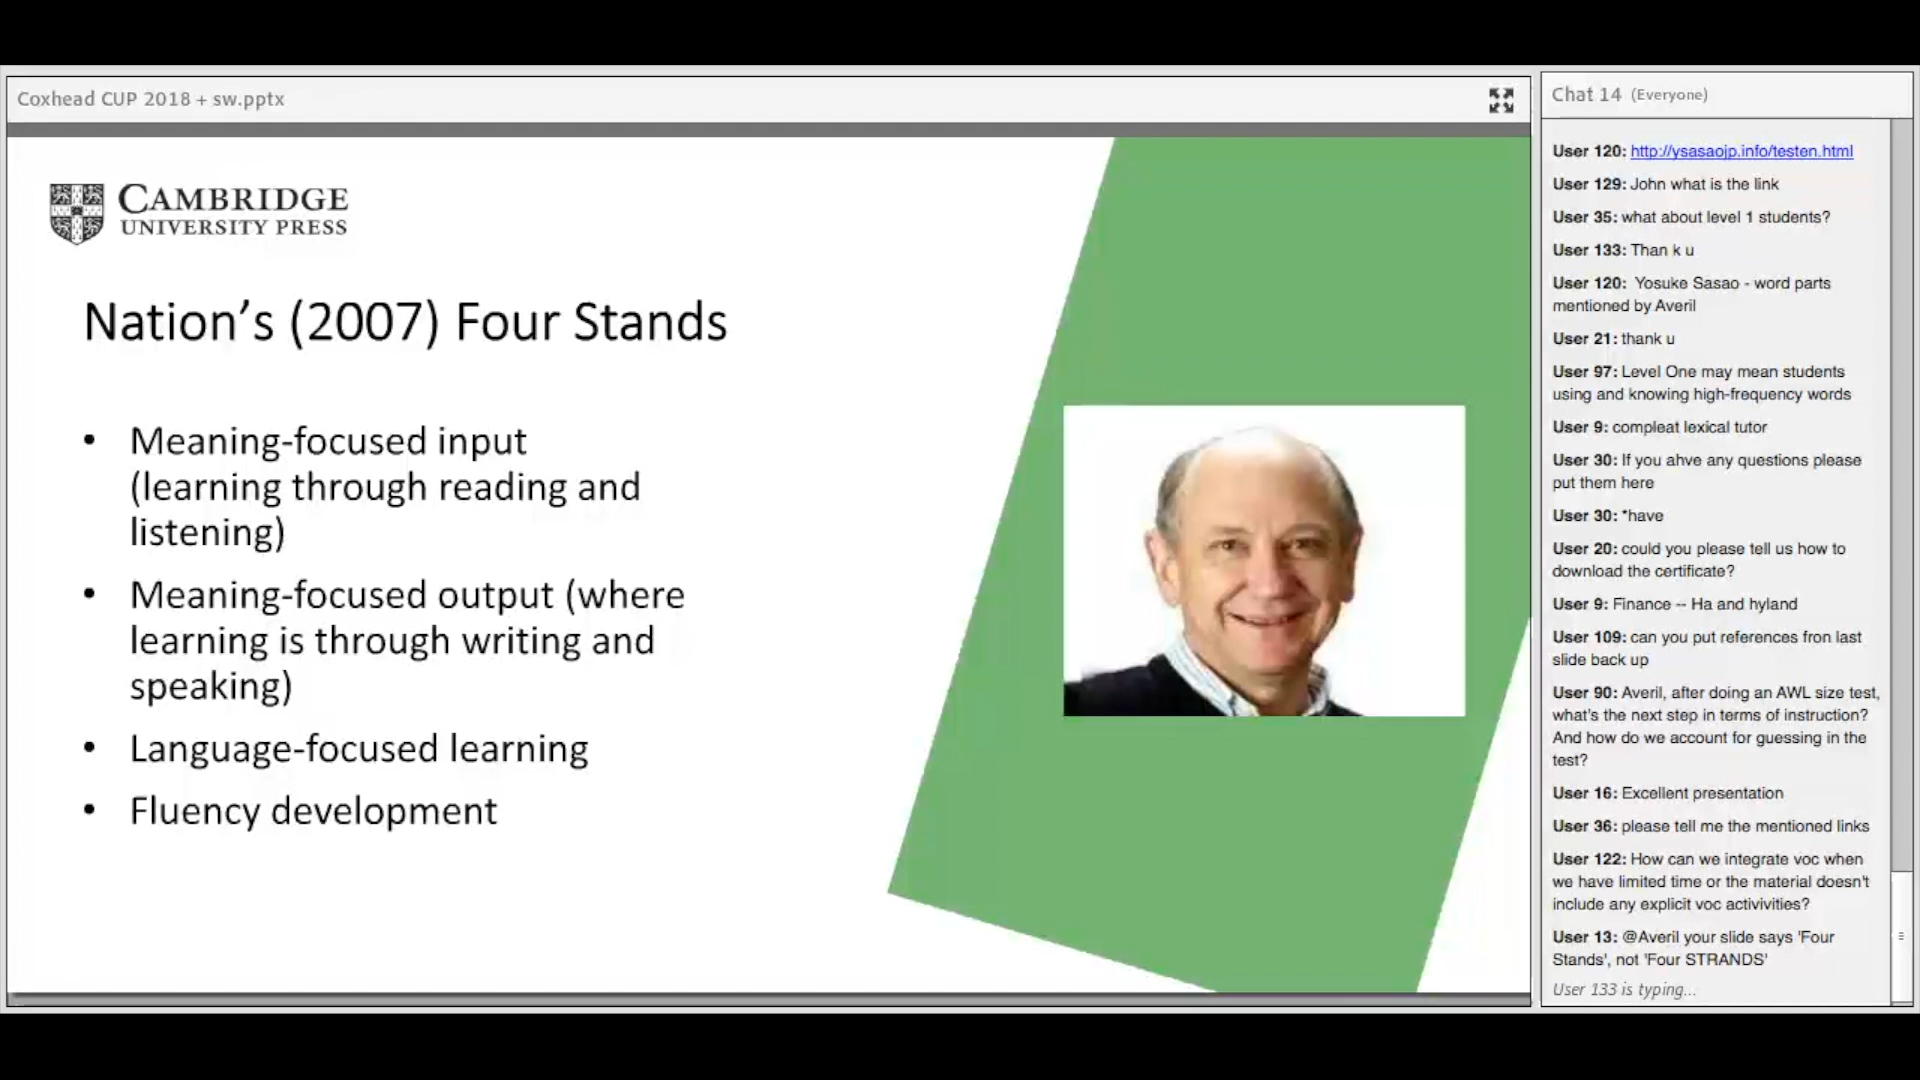 Coxhead CUP 2018 + sw.pptx
CAMBRIDGE
UNIVERSITY PRESS
Nation’s (2007) Four Stands
• Meaning-focused input
(learning through reading and
listening)
• Meaning-focused output (where
learning is through writing and
speaking)
• Language-focused learning
• Fluency development
Chat 14 (Everyone)
User 120: http://ysasaojp.info/testen.html
User 129: John what is the link
User 35: what about level 1 students?
User 133: Than k u
User 120: Yosuke Sasao - word parts
mentioned by Averil
User 21: thank u
User 97: Level One may mean students
using and knowing high-frequency words
User 9: compleat lexical tutor
User 30: If you ahve any questions please
put them here
User 30: *have
User 20: could you please tell us how to
download the certificate?
User 9: Finance -- Ha and hyland
User 109: can you put references fron last
slide back up
User 90: Averil, after doing an AWL size test,
what's the next step in terms of instruction?
And how do we account for guessing in the
test?
User 16: Excellent presentation
User 36: please tell me the mentioned links
User 122: How can we integrate voc when
we have limited time or the material doesn't
include any explicit voc activivities?
User 13: @Averil your slide says 'Four
Stands', not 'Four STRANDS'
User 133 is typing...